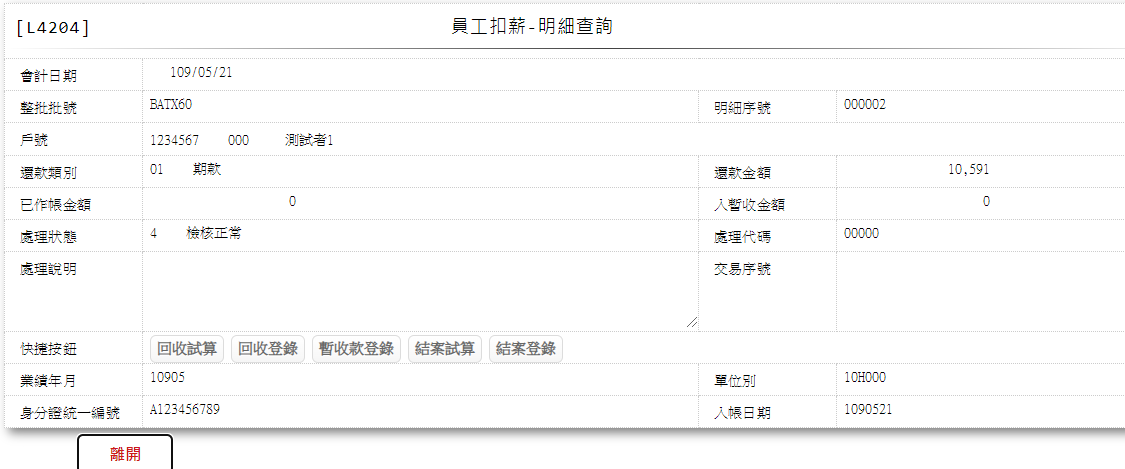 [L4204] 員工扣薪-明細查詢
會計日期 109/05/21
整批批號 BATX60 明細序號 000002
戶號 1234567 000 測試者1
還款類別 01 期款 還款金額 10,591
已作帳金額 0 入暫收金額 0
處理狀態 4 檢核正常 處理代碼 00000
處理說明 交易序號
快捷按鈕 回收試算 回收登錄 暫收款登錄 結案試算 結案登錄
業績年月 10905 單位別 10H000
身分證統一編號 A123456789 入帳日期 1090521
離開